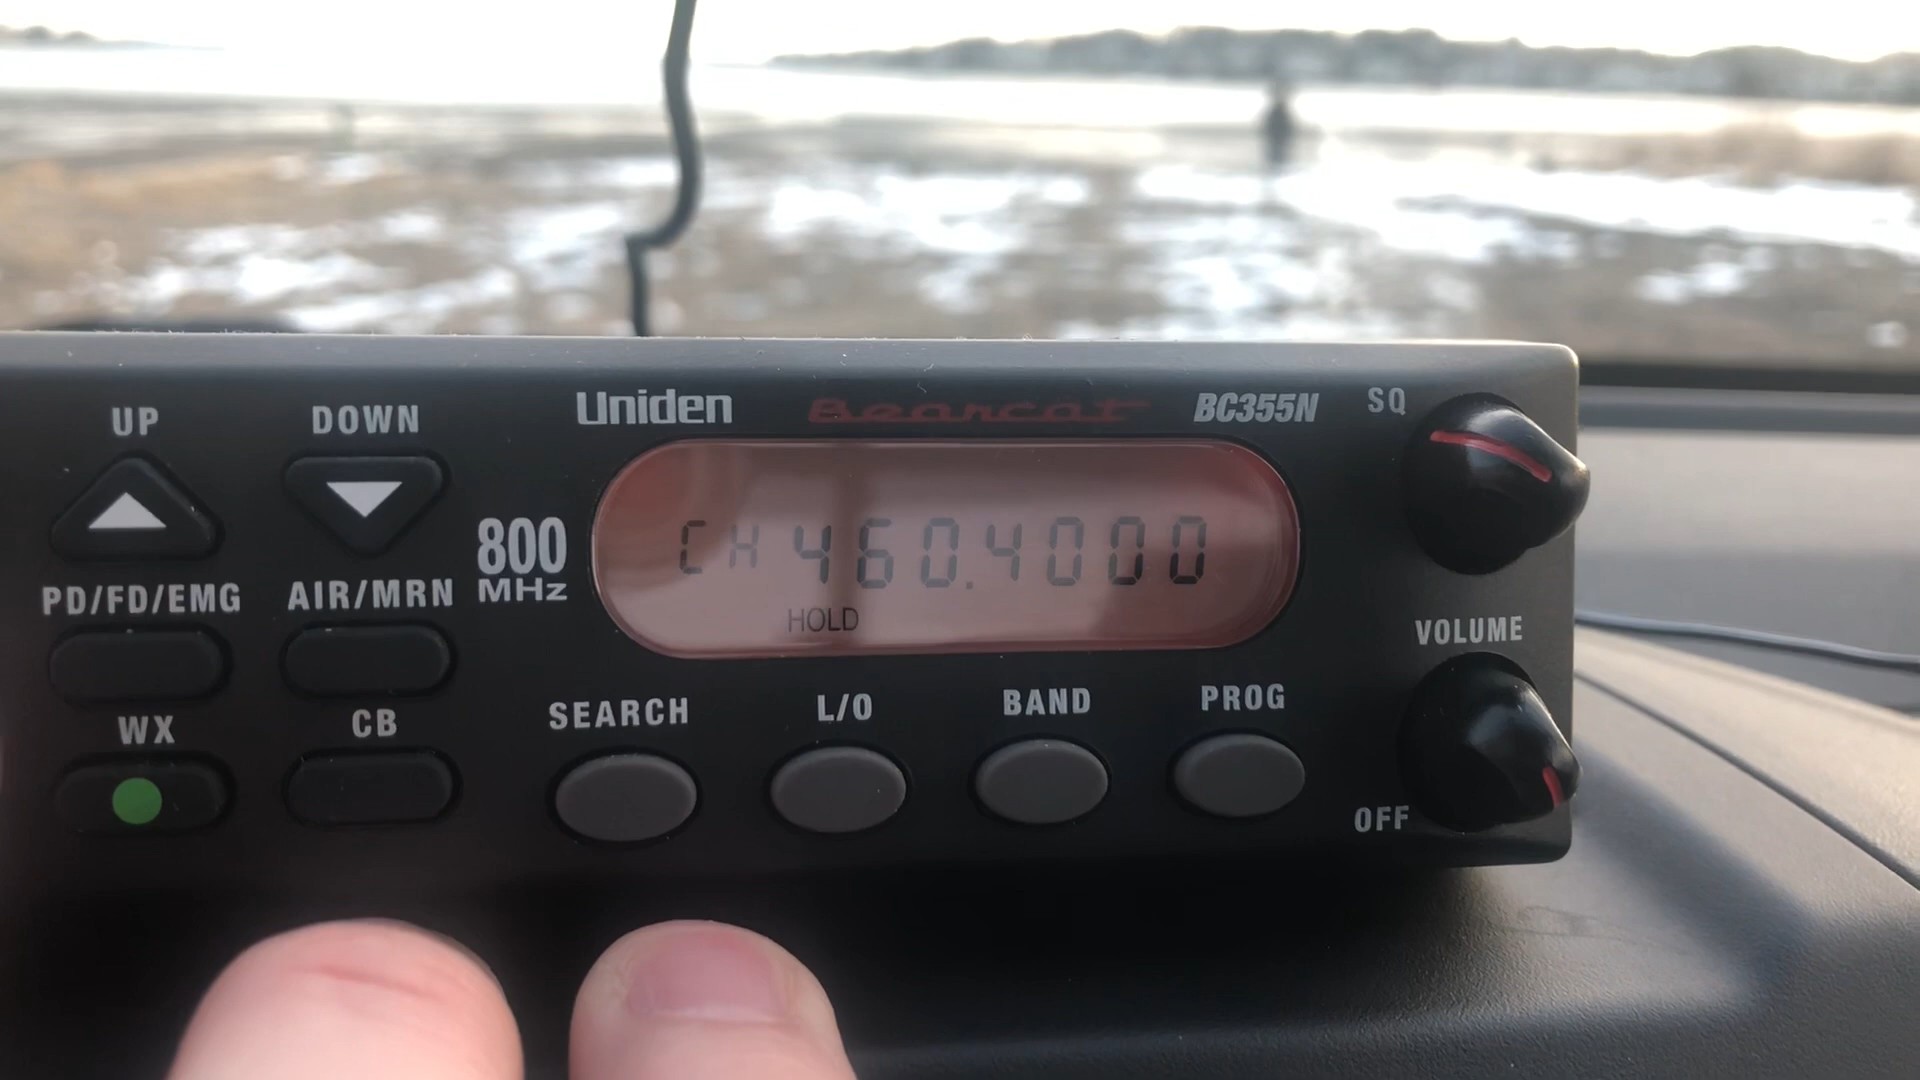 Uniden Bearcat BC355N SQ
UP DOWN
800
MHz
CH 460.4000
HOLD
PD/FD/EMG AIR/MRN
VOLUME
WX CB
SEARCH L/O BAND PROG
OFF